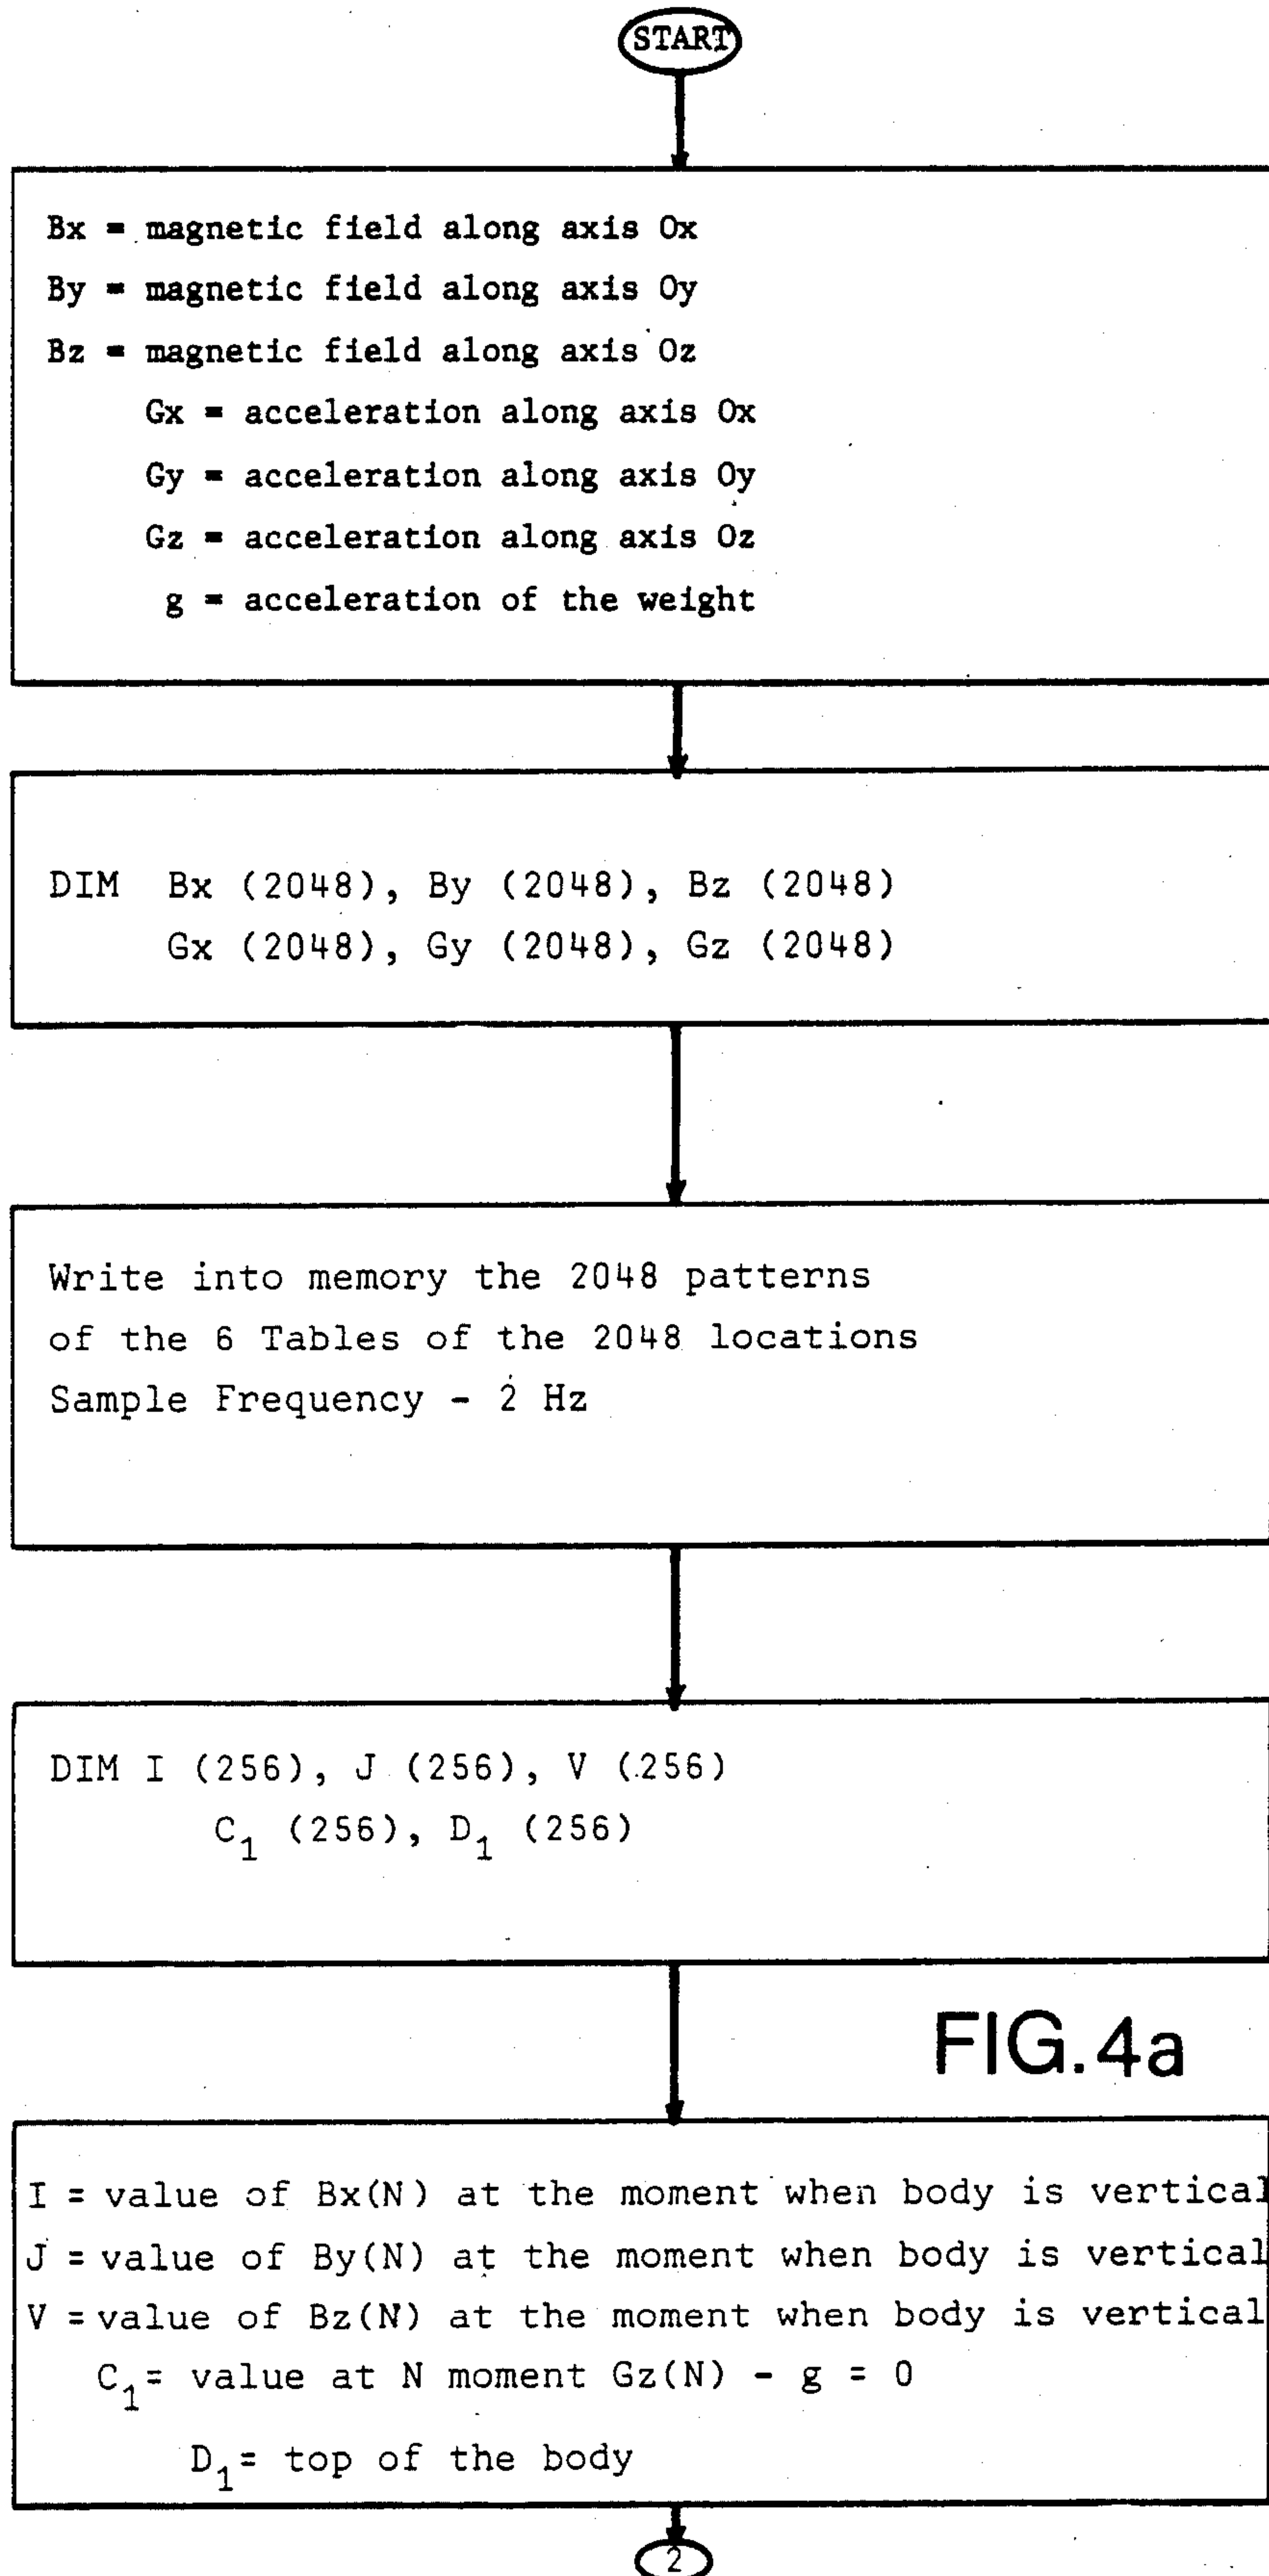 START
Bx = magnetic field along axis Ox
By = magnetic field along axis Oy
Bz = magnetic field along axis Oz
Gx = acceleration along axis Ox
Gy = acceleration along axis Oy
Gz = acceleration along axis Oz
g = acceleration of the weight
DIM Bx (2048), By (2048), Bz (2048)
Gx (2048), Gy (2048), Gz (2048)
Write into memory the 2048 patterns
of the 6 Tables of the 2048 locations
Sample Frequency - 2 Hz
DIM I (256), J (256), V (256)
C₁ (256), D₁ (256)
FIG.4a
I = value of Bx(N) at the moment when body is vertical
J = value of By(N) at the moment when body is vertical
V = value of Bz(N) at the moment when body is vertical
C₁= value at N moment Gz(N) - g = 0
D₁= top of the body
2